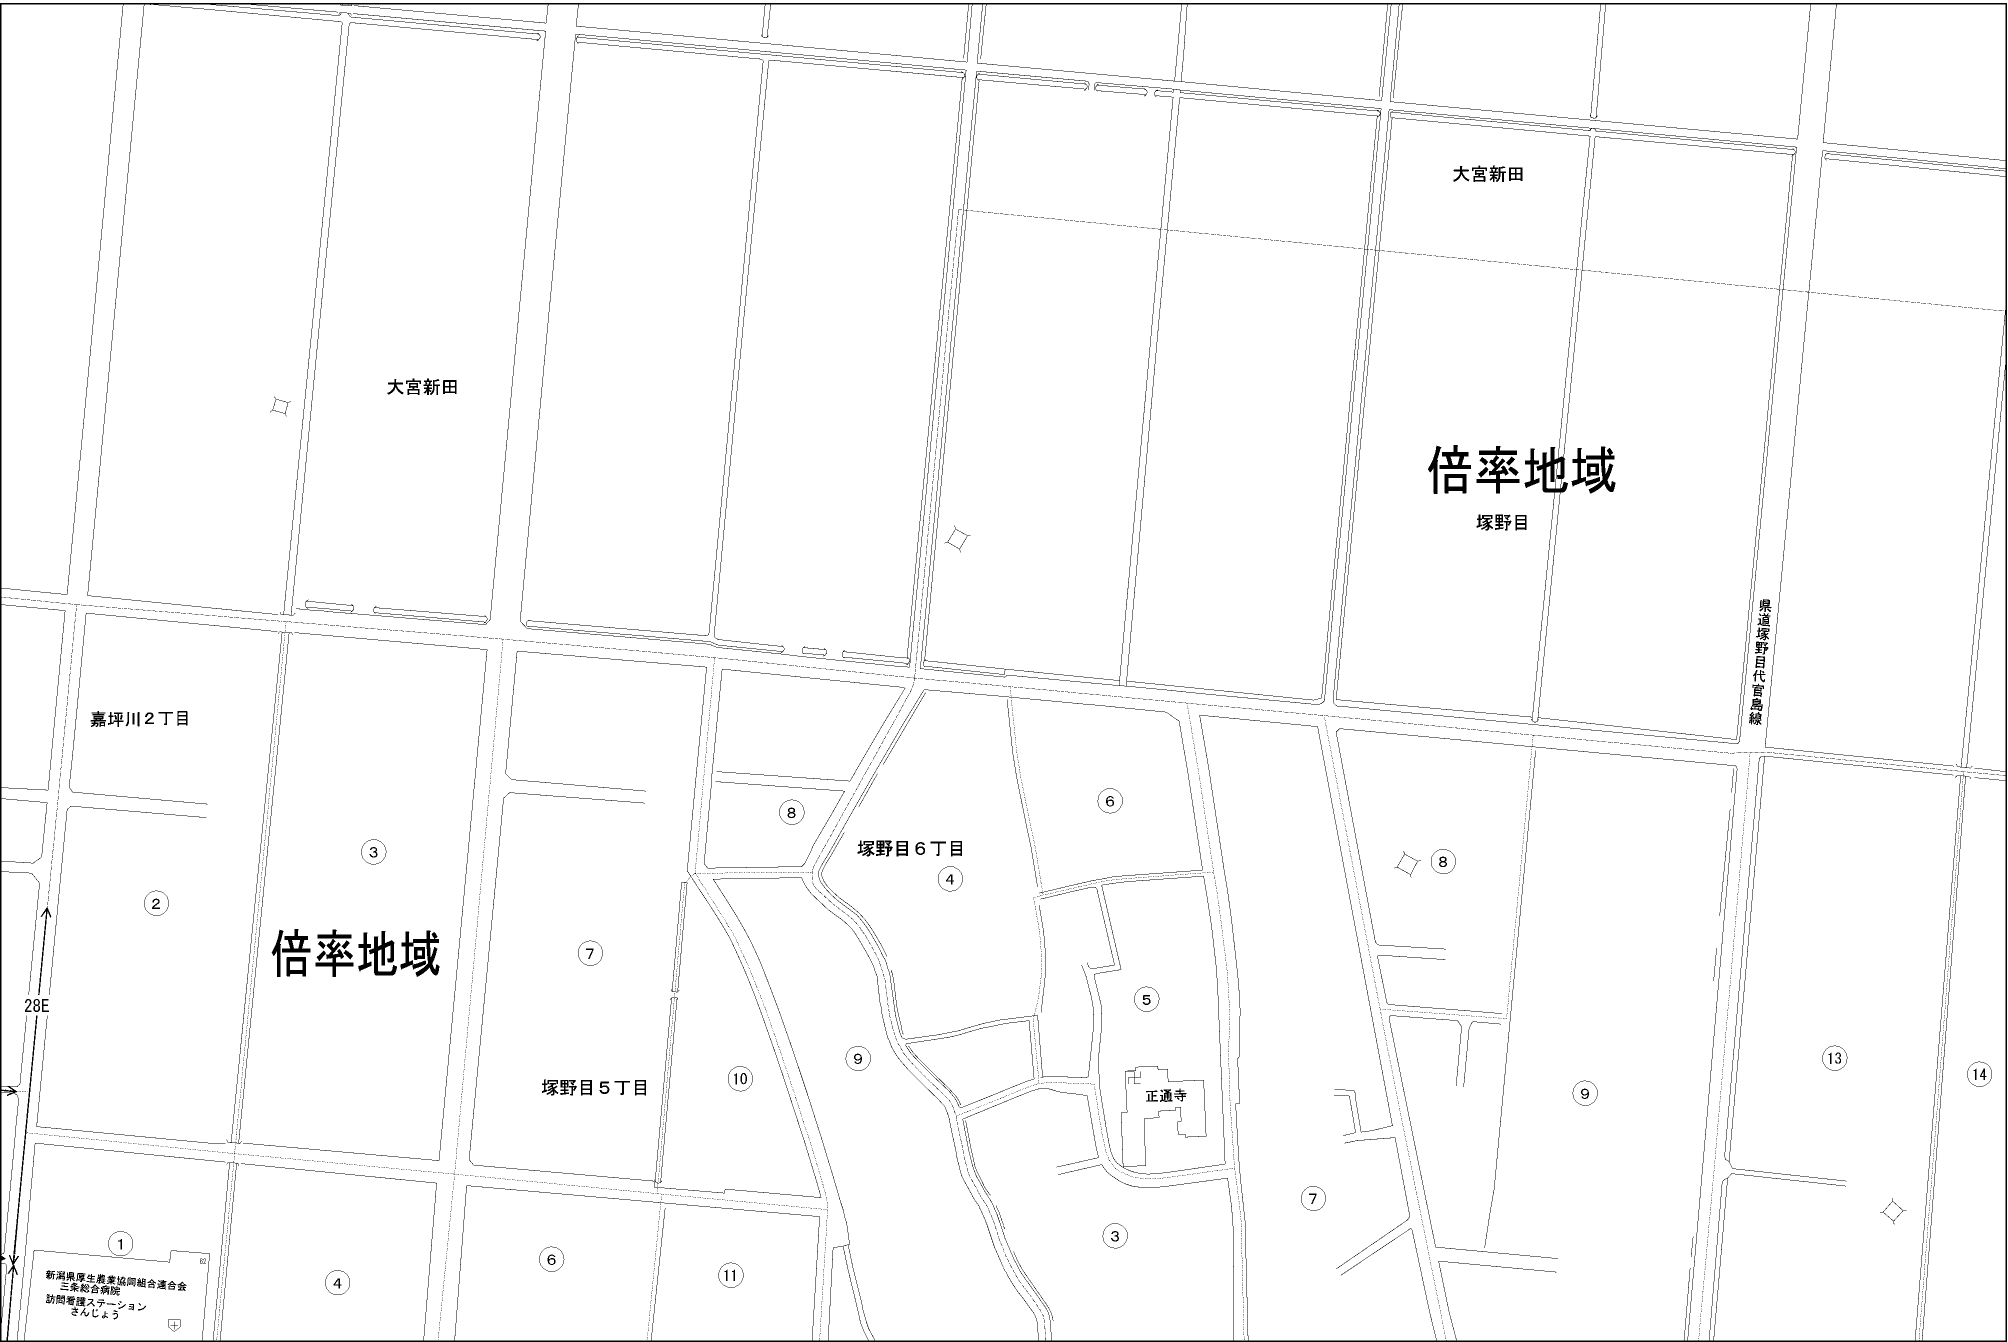 大宮新田
大宮新田
倍率地域
塚野目
県道塚野目代官島線
嘉坪川2丁目
⑧
⑥
塚野目6丁目
④
③
⑧
②
倍率地域
⑦
⑤
28E
⑨
⑬
⑭
塚野目5丁目
⑩
正通寺
⑨
⑦
①
③
⑥
④
⑪
62
新潟県厚生農業協同組合連合会
三条総合病院
訪問看護ステーション
さんじょう